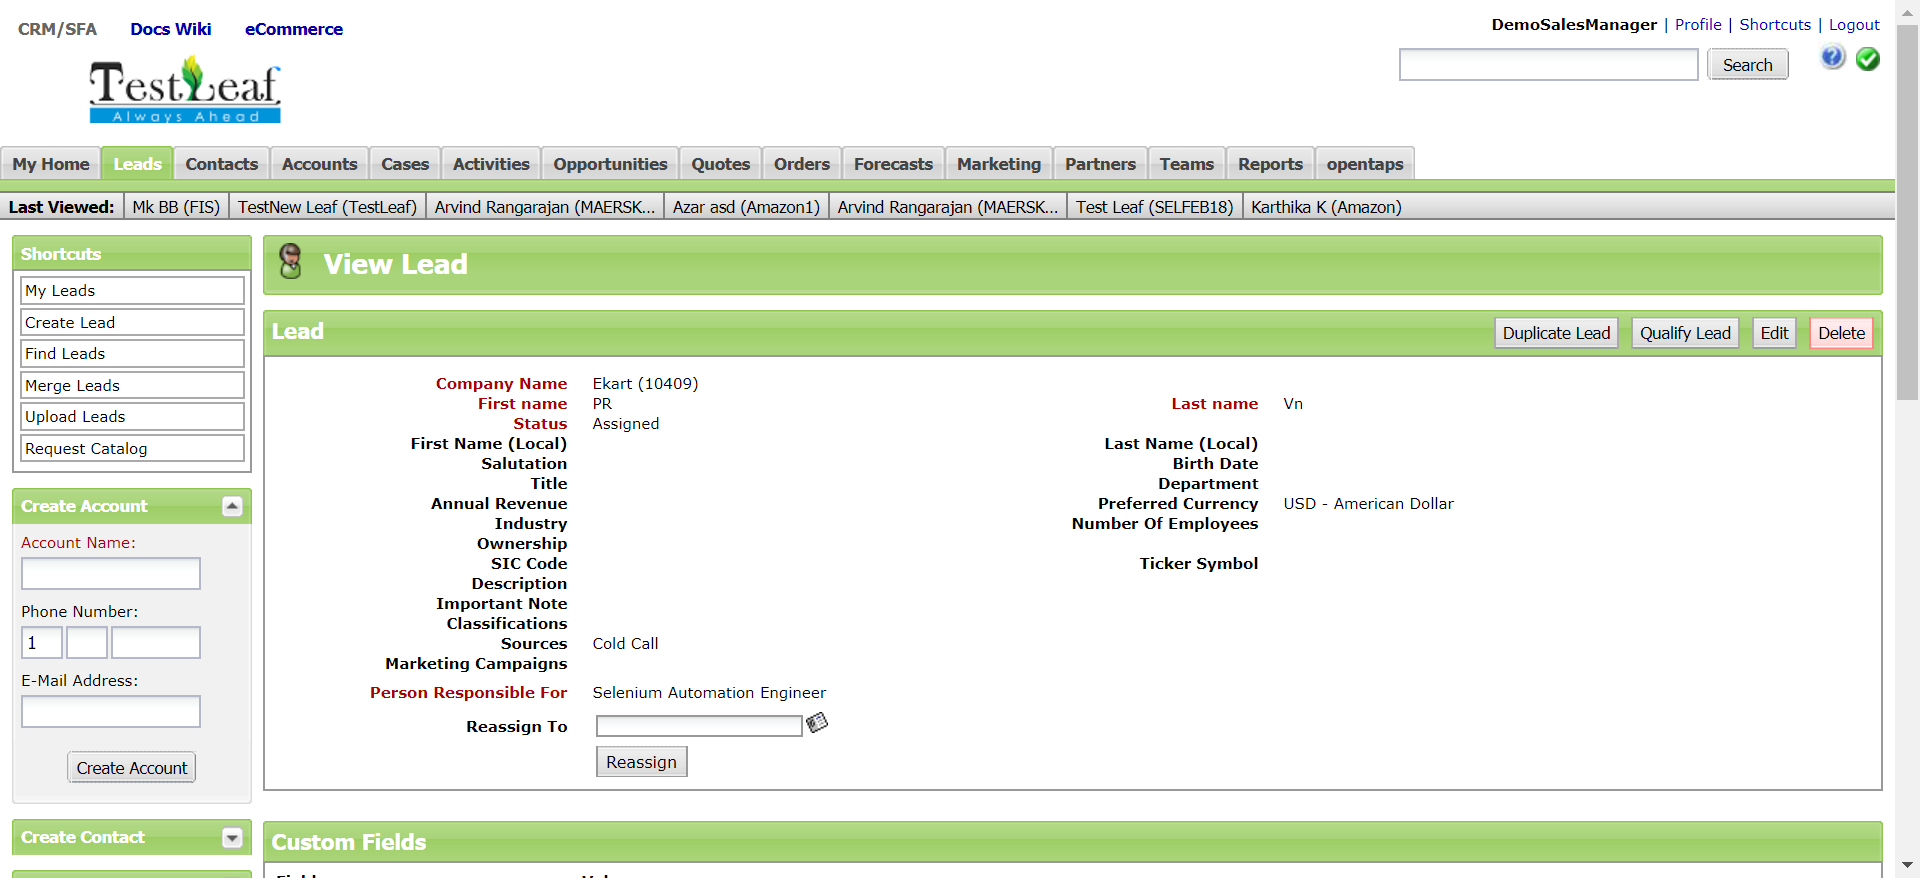 CRM/SFA Docs Wiki eCommerce
DemoSalesManager | Profile | Shortcuts | Logout
Search
TestLeaf
Always Ahead
My Home Leads Contacts Accounts Cases Activities Opportunities Quotes Orders Forecasts Marketing Partners Teams Reports opentaps
Last Viewed: Mk BB (FIS) TestNew Leaf (TestLeaf) Arvind Rangarajan (MAERSK... Azar asd (Amazon1) Arvind Rangarajan (MAERSK... Test Leaf (SELFEB18) Karthika K (Amazon)
Shortcuts
My Leads
Create Lead
Find Leads
Merge Leads
Upload Leads
Request Catalog
Create Account
Account Name:
Phone Number:
1
E-Mail Address:
Create Account
Create Contact
View Lead
Lead Duplicate Lead Qualify Lead Edit Delete
Company Name Ekart (10409)
First name PR Last name Vn
Status Assigned
First Name (Local) Last Name (Local)
Salutation Birth Date
Title Department
Annual Revenue Preferred Currency USD - American Dollar
Industry Number Of Employees
Ownership
SIC Code Ticker Symbol
Description
Important Note
Classifications
Sources Cold Call
Marketing Campaigns
Person Responsible For Selenium Automation Engineer
Reassign To
Reassign
Custom Fields